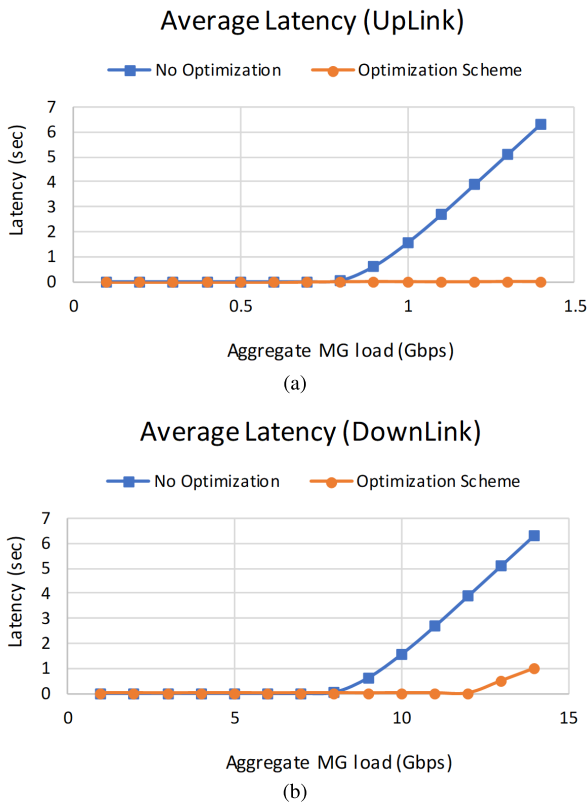 Average Latency (UpLink)
No Optimization Optimization Scheme
7
6
5
4
3
2
1
0
Latency (sec)
0 0.5 1 1.5
Aggregate MG load (Gbps)
(a)
Average Latency (DownLink)
No Optimization Optimization Scheme
7
6
5
4
3
2
1
0
Latency (sec)
0 5 10 15
Aggregate MG load (Gbps)
(b)